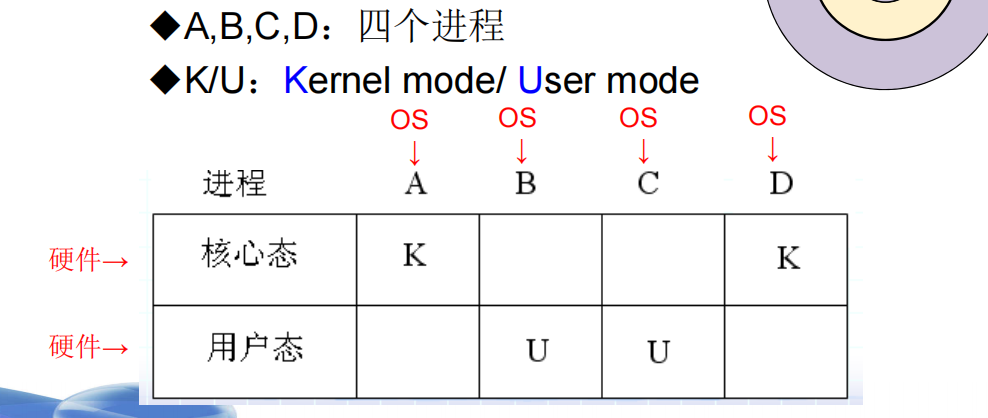 ◆A,B,C,D：四个进程
◆K/U：Kernel mode/ User mode
OS OS OS OS
↓ ↓ ↓ ↓
进程 A B C D
硬件→ 核心态 K K
硬件→ 用户态 U U